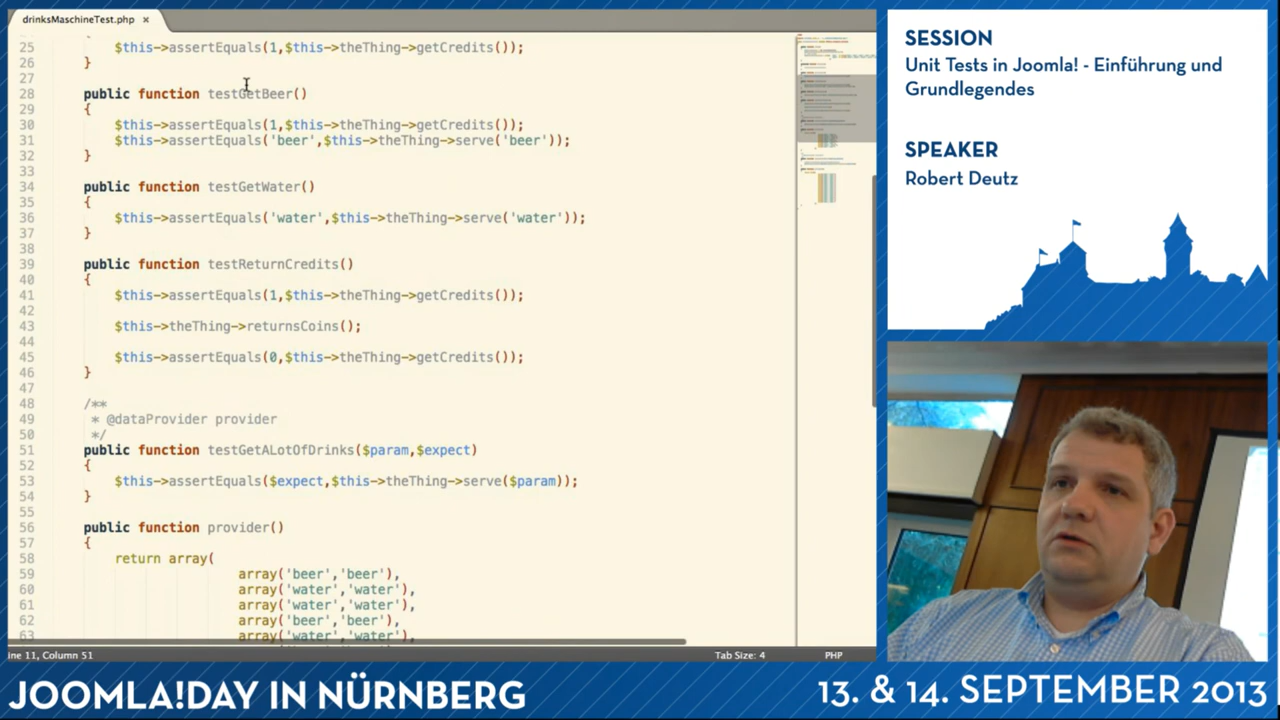 drinksMaschineTest.php ×
25 $this->assertEquals(1,$this->theThing->getCredits());
26 }
27
28 public function testGetBeer()
29 {
30 $this->assertEquals(1,$this->theThing->getCredits());
31 $this->assertEquals('beer',$this->theThing->serve('beer'));
32 }
33
34 public function testGetWater()
35 {
36 $this->assertEquals('water',$this->theThing->serve('water'));
37 }
38
39 public function testReturnCredits()
40 {
41 $this->assertEquals(1,$this->theThing->getCredits());
42
43 $this->theThing->returnsCoins();
44
45 $this->assertEquals(0,$this->theThing->getCredits());
46 }
47
48 /**
49 * @dataProvider provider
50 */
51 public function testGetALotOfDrinks($param,$expect)
52 {
53 $this->assertEquals($expect,$this->theThing->serve($param));
54 }
55
56 public function provider()
57 {
58 return array(
59 array('beer','beer'),
60 array('water','water'),
61 array('water','water'),
62 array('beer','beer'),
63 array('water','water'),
ine 11, Column 51 Tab Size: 4 PHP
SESSION
Unit Tests in Joomla! - Einführung und
Grundlegendes
SPEAKER
Robert Deutz
JOOMLA!DAY IN NÜRNBERG
13. & 14. SEPTEMBER 2013